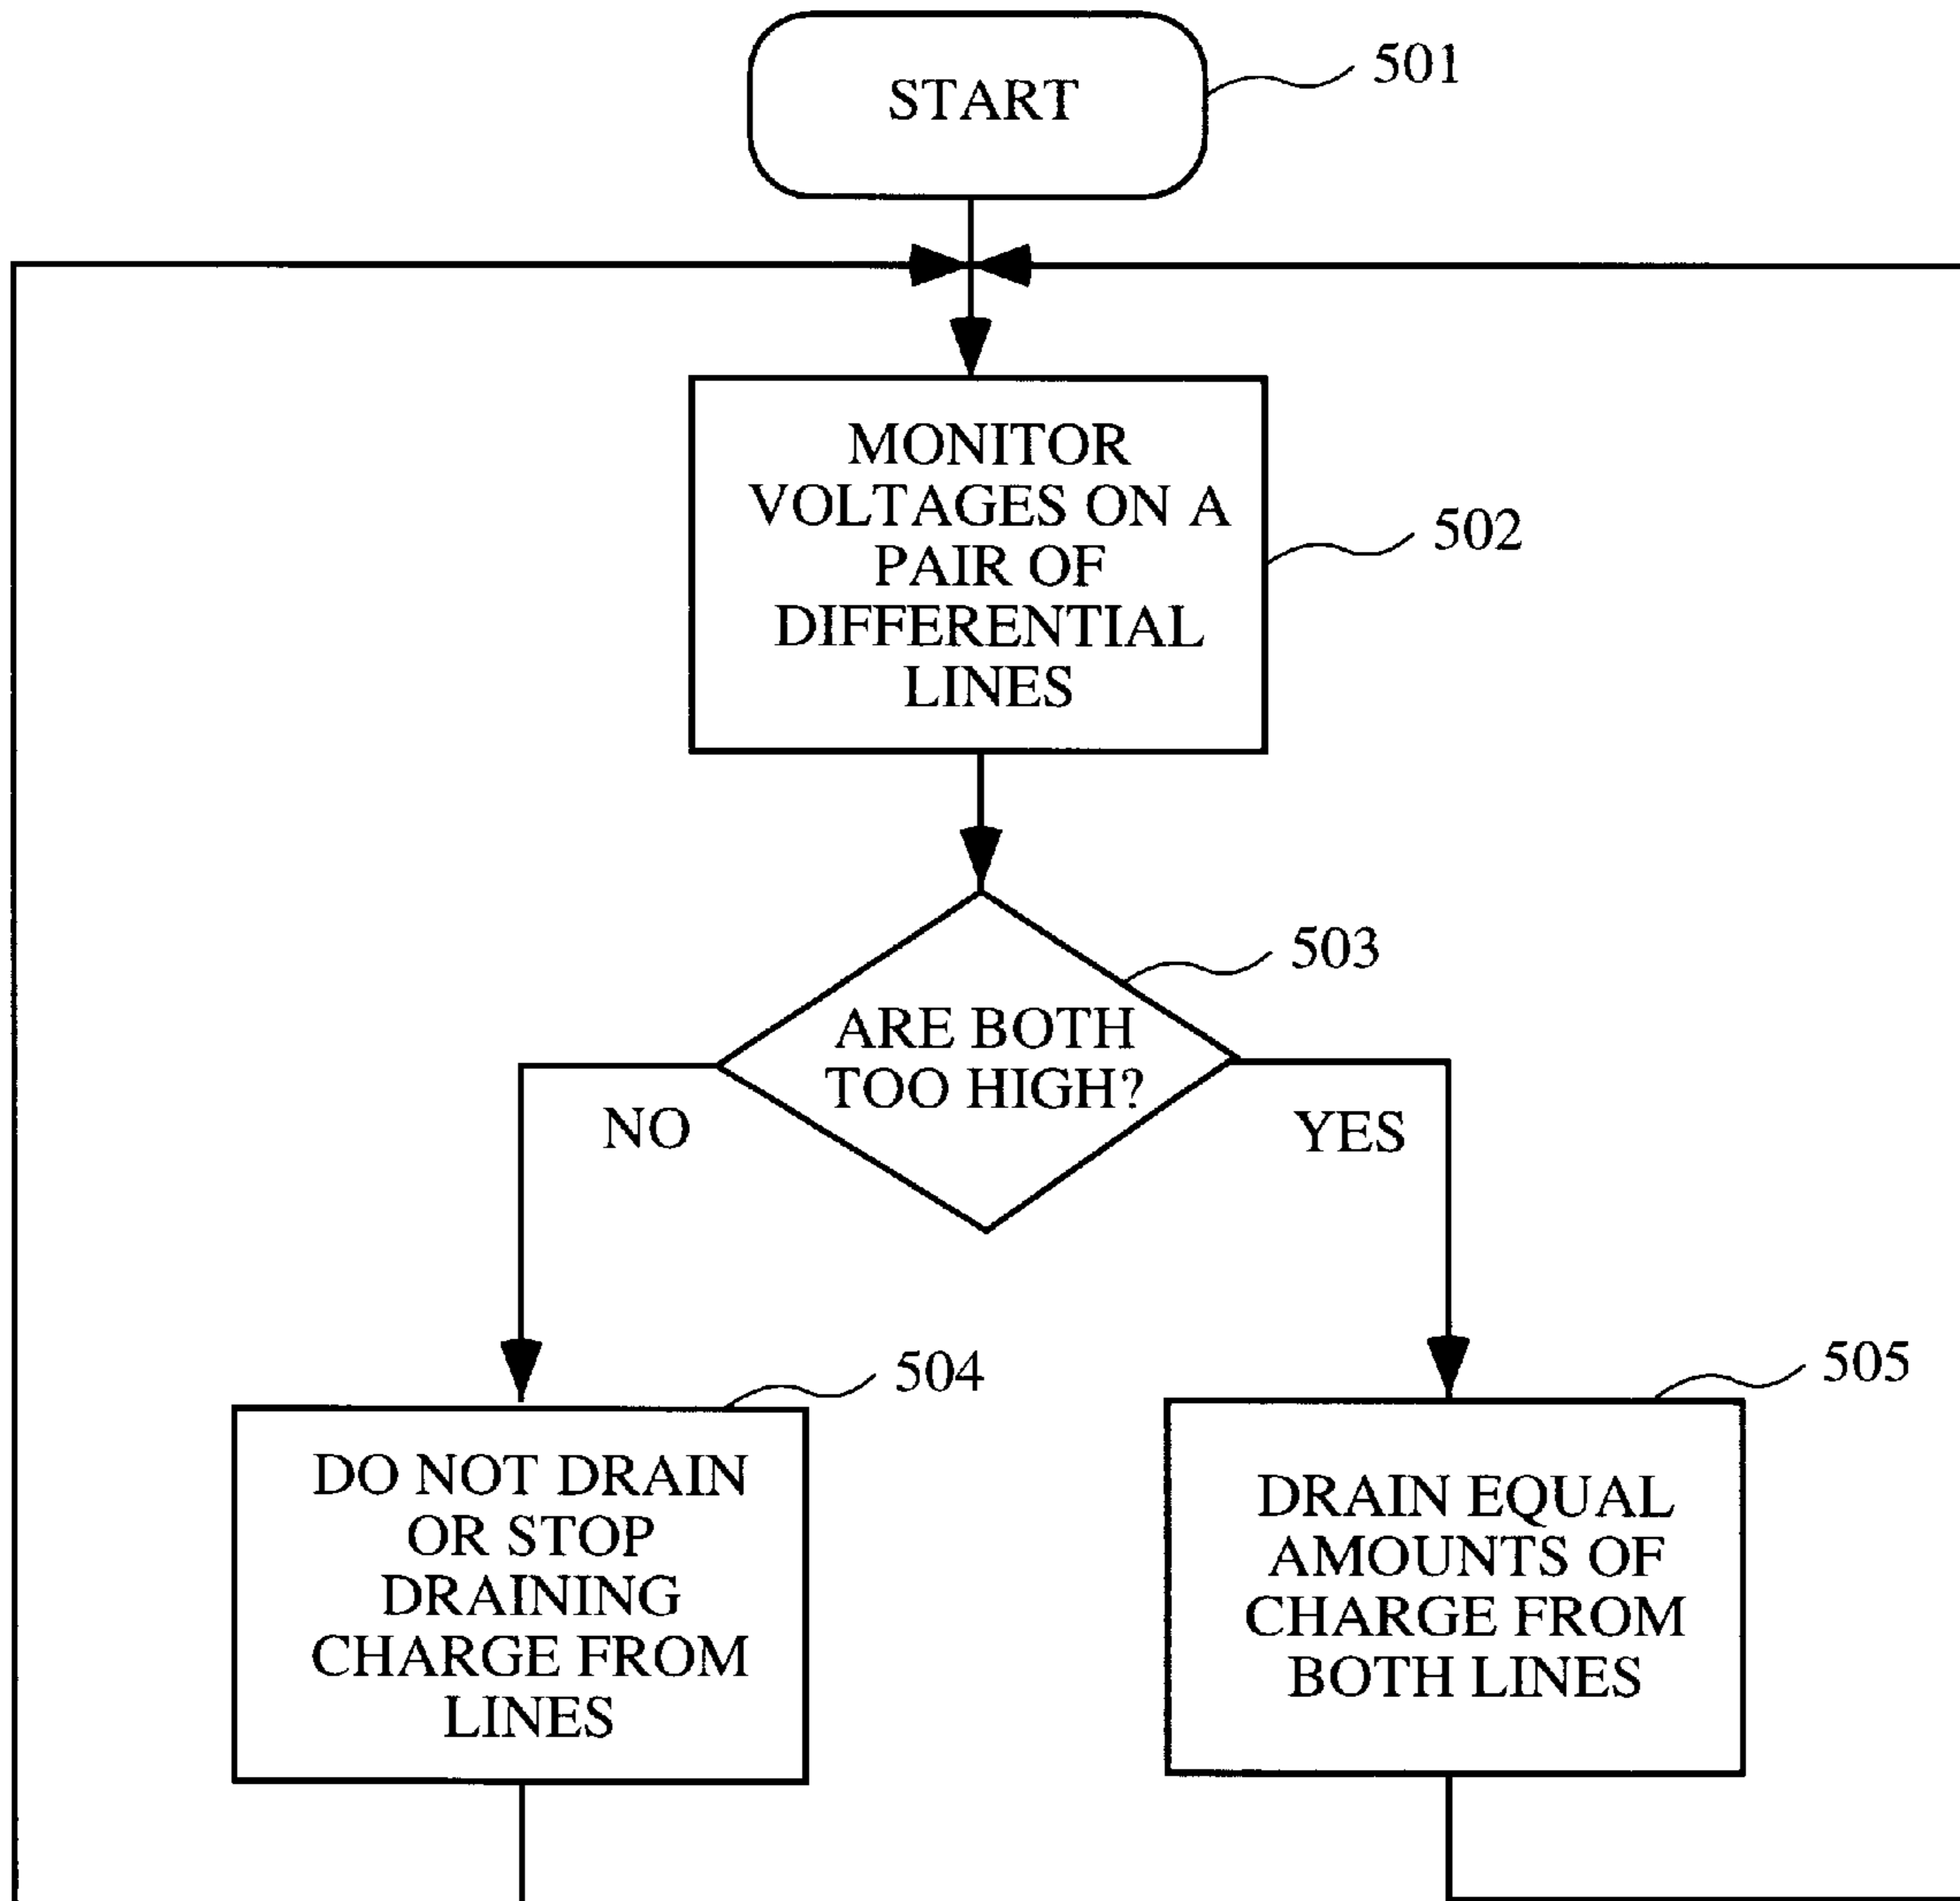 START
501
MONITOR
VOLTAGES ON A
PAIR OF
DIFFERENTIAL
LINES
502
503
ARE BOTH
TOO HIGH?
NO
YES
504
505
DO NOT DRAIN
OR STOP
DRAINING
CHARGE FROM
LINES
DRAIN EQUAL
AMOUNTS OF
CHARGE FROM
BOTH LINES